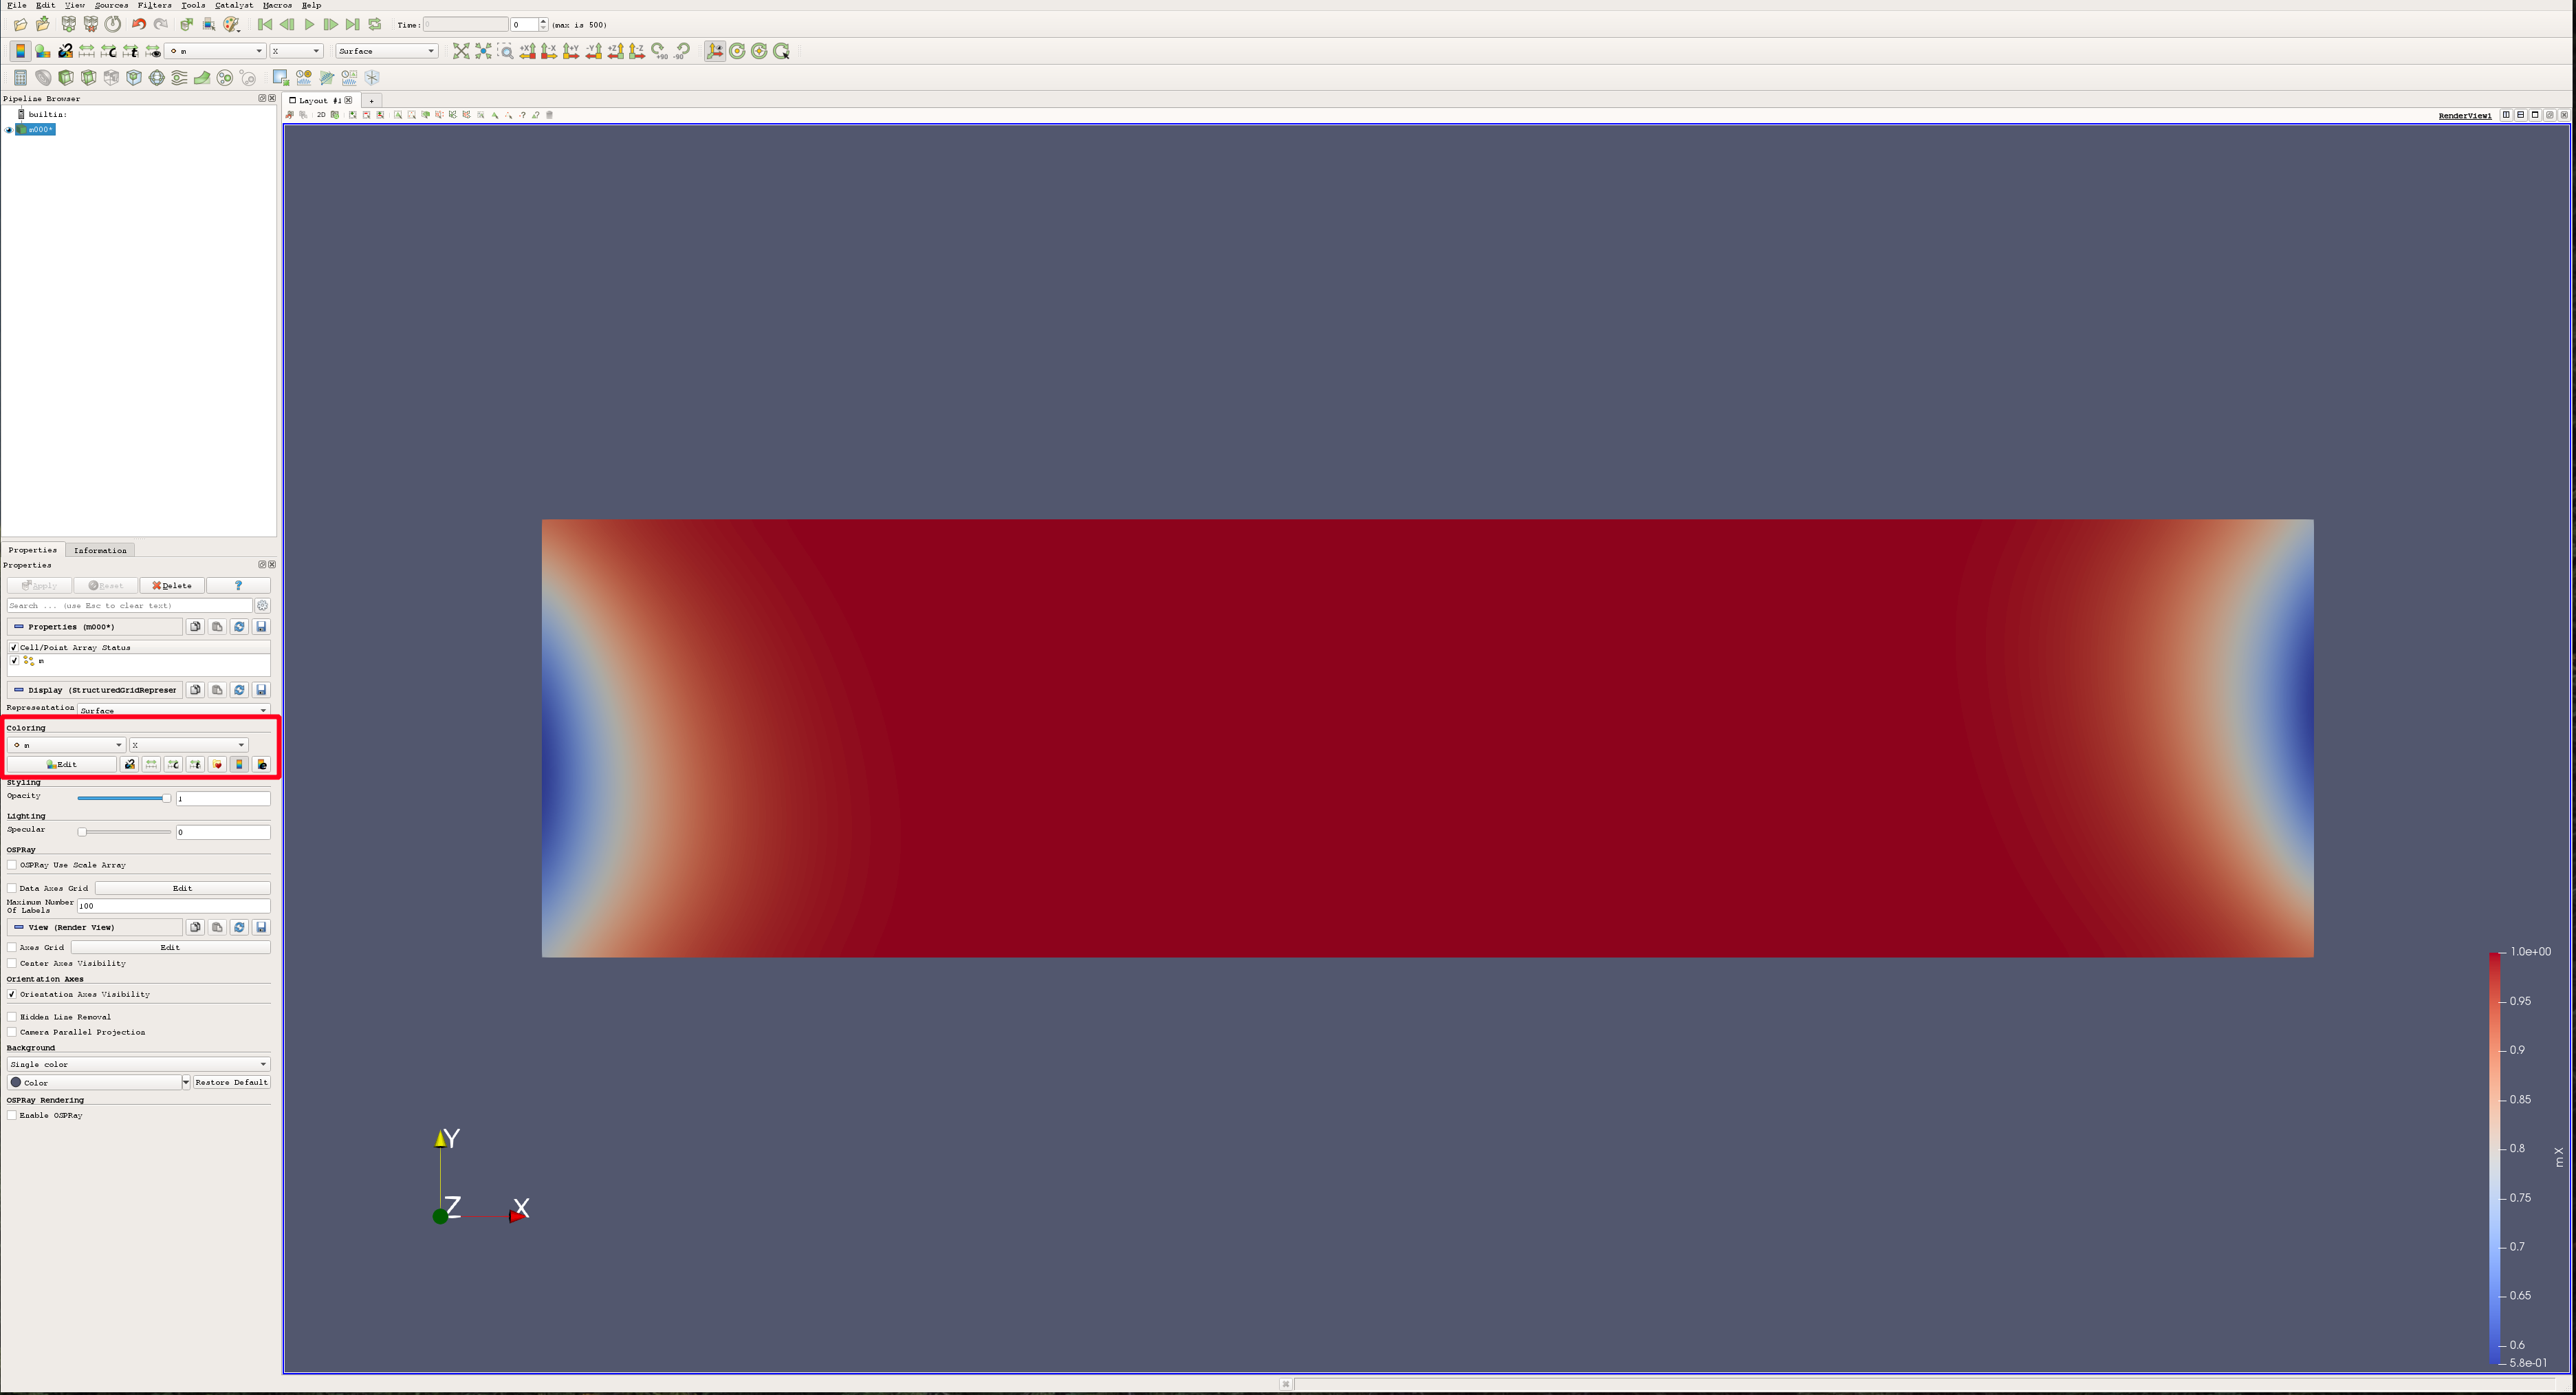 File Edit View Sources Filters Tools Catalyst Macros Help
Time: 0 0 (max is 500)
m X Surface
+X -X +Y -Y +Z -Z +90 -90
Pipeline Browser
builtin:
m000*
Layout #1 +
2D
RenderView1
Properties Information
Properties
Apply Reset Delete ?
Search ... (use Esc to clear text)
Properties (m000*)
Cell/Point Array Status
m
Display (StructuredGridRepresen
Representation Surface
Coloring
m X
Edit
Styling
Opacity 1
Lighting
Specular 0
OSPRay
OSPRay Use Scale Array
Data Axes Grid Edit
Maximum Number
Of Labels 100
View (Render View)
Axes Grid Edit
Center Axes Visibility
Orientation Axes
Orientation Axes Visibility
Hidden Line Removal
Camera Parallel Projection
Background
Single color
Color Restore Default
OSPRay Rendering
Enable OSPRay
Y
Z X
1.0e+00
0.95
0.9
0.85
0.8
0.75
0.7
0.65
0.6
5.8e-01
m X